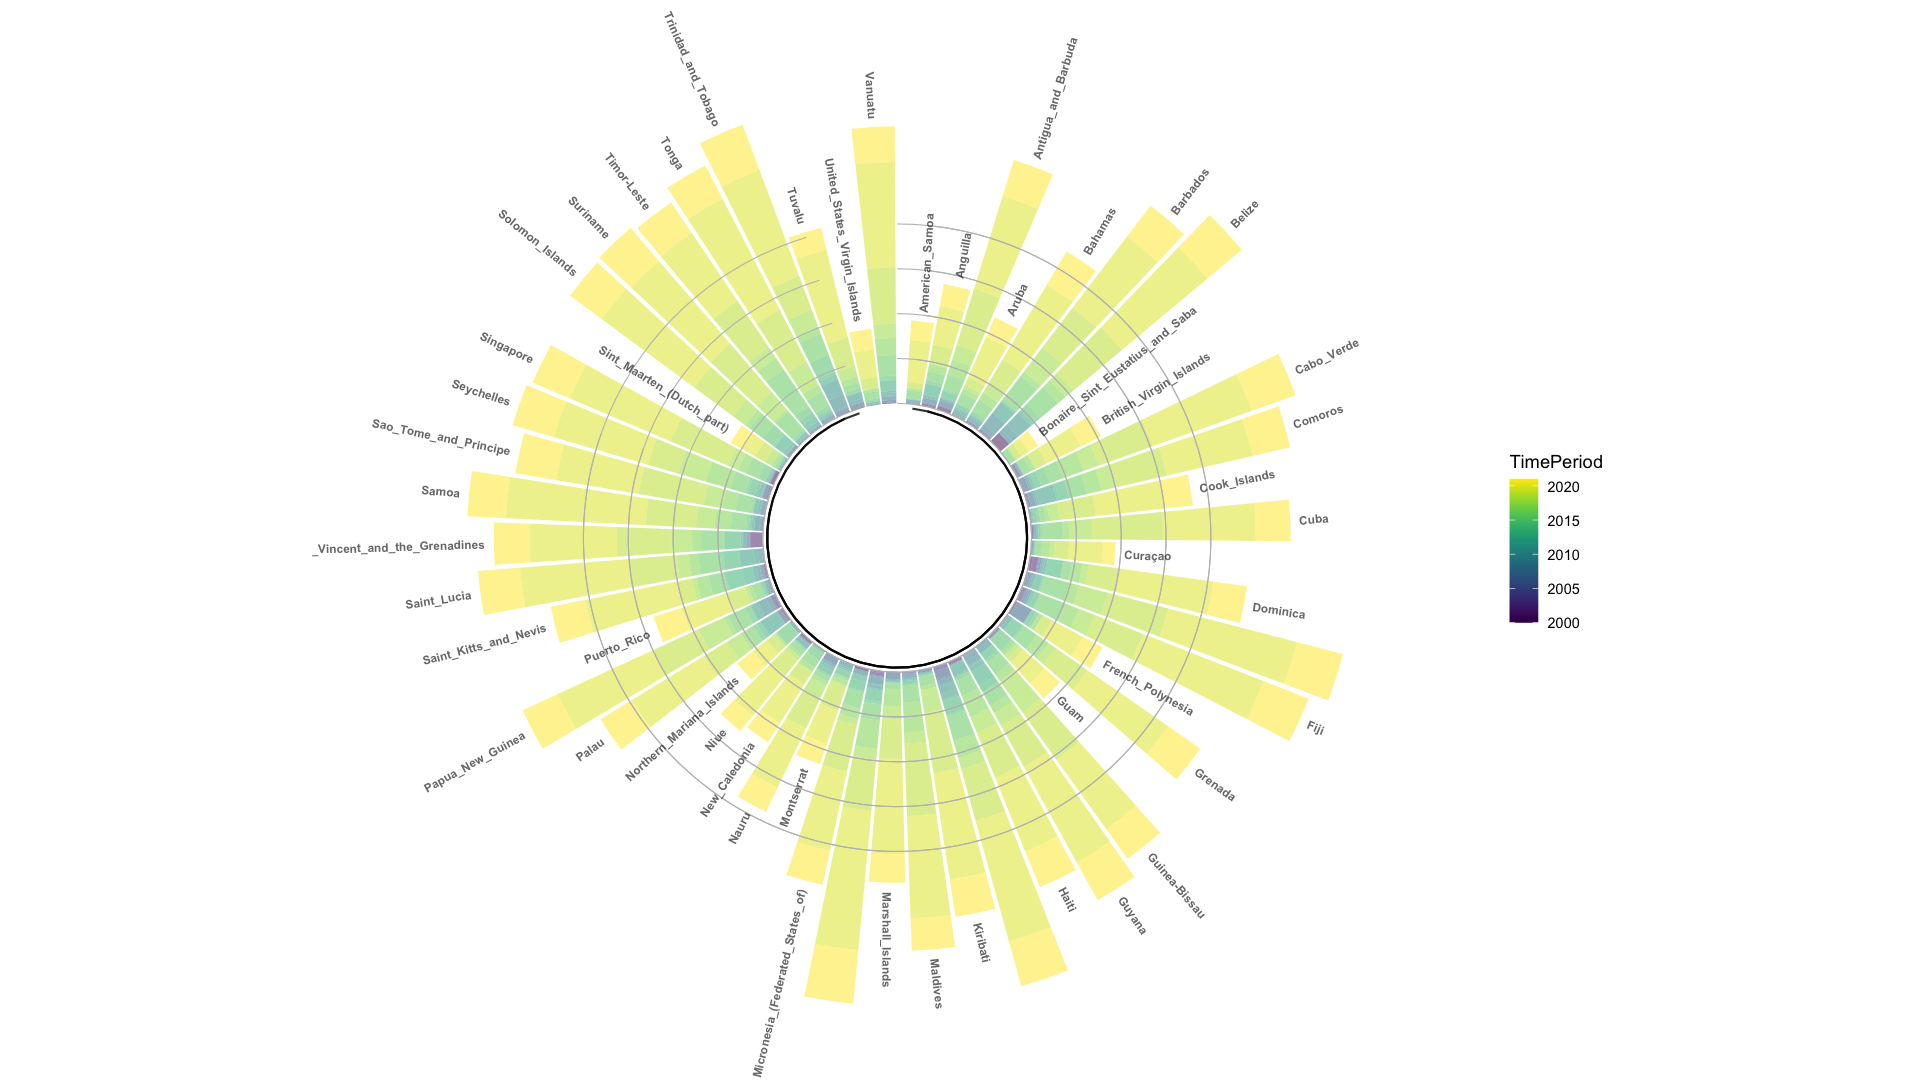 American_Samoa
Anguilla
Antigua_and_Barbuda
Aruba
Bahamas
Barbados
Belize
Bonaire,_Sint_Eustatius_and_Saba
British_Virgin_Islands
Cabo_Verde
Comoros
Cook_Islands
Cuba
Curaçao
Dominica
Fiji
French_Polynesia
Grenada
Guam
Guinea-Bissau
Guyana
Haiti
Kiribati
Maldives
Marshall_Islands
Micronesia_(Federated_States_of)
Montserrat
Nauru
New_Caledonia
Niue
Northern_Mariana_Islands
Palau
Papua_New_Guinea
Puerto_Rico
Saint_Kitts_and_Nevis
Saint_Lucia
_Vincent_and_the_Grenadines
Samoa
Sao_Tome_and_Principe
Seychelles
Singapore
Sint_Maarten_(Dutch_part)
Solomon_Islands
Suriname
Timor-Leste
Tonga
Trinidad_and_Tobago
Tuvalu
United_States_Virgin_Islands
Vanuatu
TimePeriod
2020
2015
2010
2005
2000